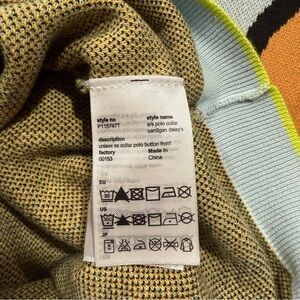 style no
P115747T
style name
s/s polo collar
cardigan daisy's
description
unisex ss collar polo button front
factory
00153
Made in
China
EU
US
JP